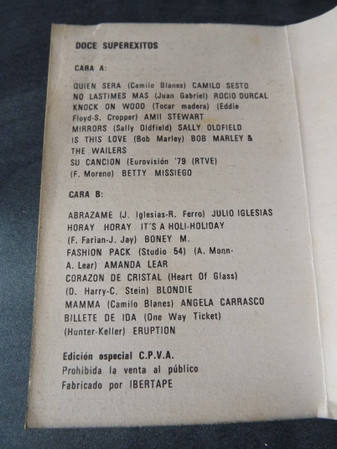 DOCE SUPEREXITOS
CARA A:
QUIEN SERA (Camilo Blanes) CAMILO SESTO
NO LASTIMES MAS (Juan Gabriel) ROCIO DURCAL
KNOCK ON WOOD (Tocar madera) (Eddie
Floyd-S. Cropper) AMII STEWART
MIRRORS (Sally Oldfield) SALLY OLDFIELD
IS THIS LOVE (Bob Marley) BOB MARLEY &
THE WAILERS
SU CANCION (Eurovisión '79 (RTVE)
(F. Moreno) BETTY MISSIEGO
CARA B:
ABRAZAME (J. Iglesias-R. Ferro) JULIO IGLESIAS
HORAY HORAY IT'S A HOLI-HOLIDAY
(F. Farian-J. Jay) BONEY M.
FASHION PACK (Studio 54) (A. Monn-
A. Lear) AMANDA LEAR
CORAZON DE CRISTAL (Heart Of Glass)
(D. Harry-C. Stein) BLONDIE
MAMMA (Camilo Blanes) ANGELA CARRASCO
BILLETE DE IDA (One Way Ticket)
(Hunter-Keller) ERUPTION
Edición especial C.P.V.A.
Prohibida la venta al público
Fabricado por IBERTAPE